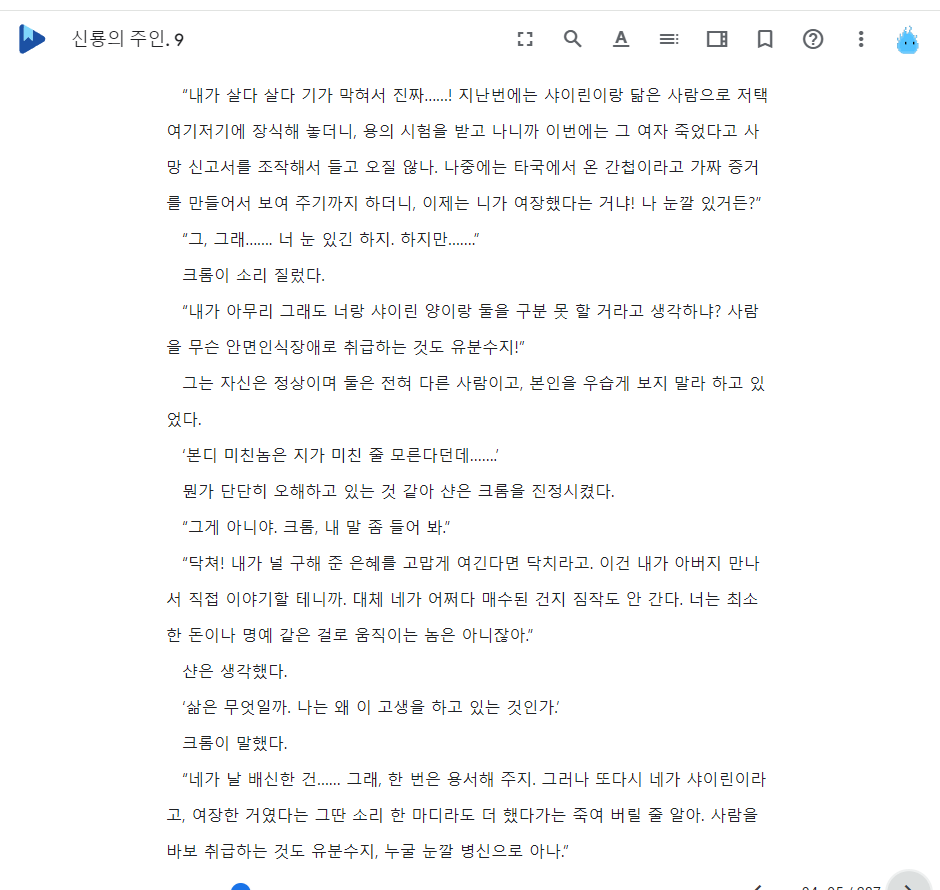 신룡의 주인. 9
“내가 살다 살다 기가 막혀서 진짜……! 지난번에는 샤이린이랑 닮은 사람으로 저택
여기저기에 장식해 놓더니, 용의 시험을 받고 나니까 이번에는 그 여자 죽었다고 사
망 신고서를 조작해서 들고 오질 않나. 나중에는 타국에서 온 간첩이라고 가짜 증거
를 만들어서 보여 주기까지 하더니, 이제는 니가 여장했다는 거냐! 나 눈깔 있거든?”
“그, 그래……. 너 눈 있긴 하지. 하지만…….”
크롬이 소리 질렀다.
“내가 아무리 그래도 너랑 샤이린 양이랑 둘을 구분 못 할 거라고 생각하냐? 사람
을 무슨 안면인식장애로 취급하는 것도 유분수지!”
그는 자신은 정상이며 둘은 전혀 다른 사람이고, 본인을 우습게 보지 말라 하고 있
었다.
‘본디 미친놈은 지가 미친 줄 모른다던데…….’
뭔가 단단히 오해하고 있는 것 같아 샨은 크롬을 진정시켰다.
“그게 아니야. 크롬, 내 말 좀 들어 봐.”
“닥쳐! 내가 널 구해 준 은혜를 고맙게 여긴다면 닥치라고. 이건 내가 아버지 만나
서 직접 이야기할 테니까. 대체 네가 어쩌다 매수된 건지 짐작도 안 간다. 너는 최소
한 돈이나 명예 같은 걸로 움직이는 놈은 아니잖아.”
샨은 생각했다.
‘삶은 무엇일까. 나는 왜 이 고생을 하고 있는 것인가.’
크롬이 말했다.
“네가 날 배신한 건…… 그래, 한 번은 용서해 주지. 그러나 또다시 네가 샤이린이라
고, 여장한 거였다는 그딴 소리 한 마디라도 더 했다가는 죽여 버릴 줄 알아. 사람을
바보 취급하는 것도 유분수지, 누굴 눈깔 병신으로 아나.”